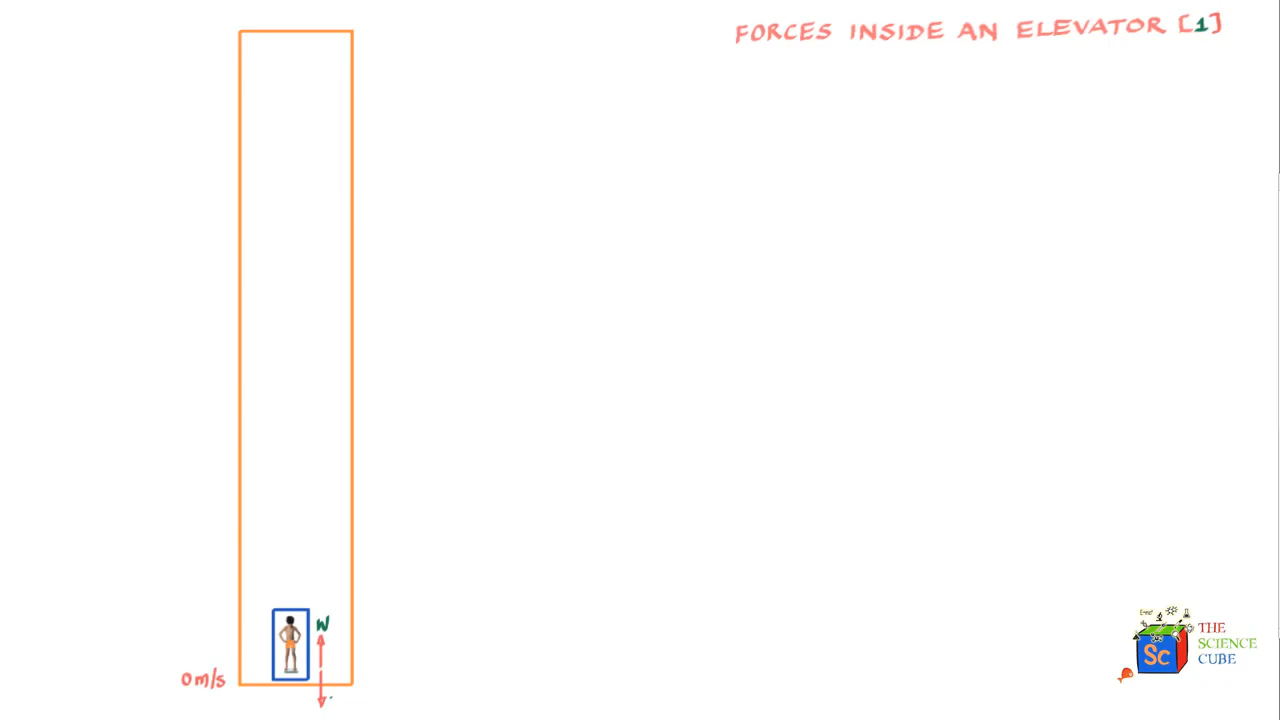 FORCES INSIDE AN ELEVATOR [1]
W
0 m/s
Sc
THE
SCIENCE
CUBE